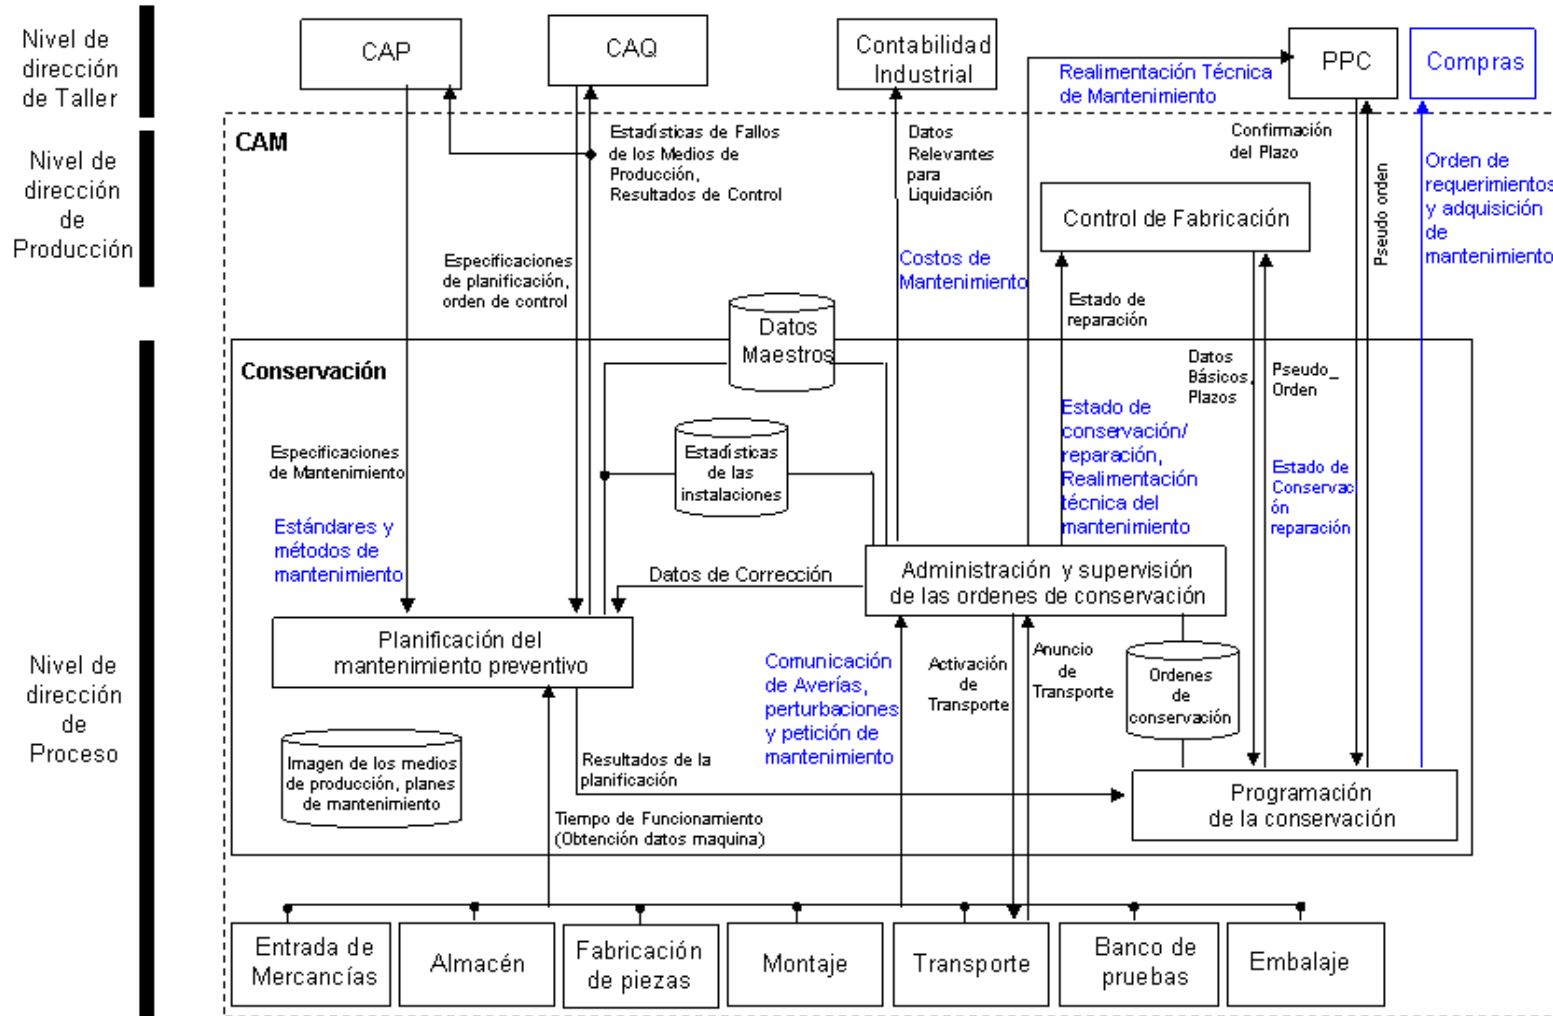 Nivel de
dirección
de Taller
CAP
CAQ
Contabilidad
Industrial
Realimentación Técnica
de Mantenimiento
PPC
Compras
CAM
Nivel de
dirección
de
Producción
Estadísticas de Fallos
de los Medios de
Producción,
Resultados de Control
Datos
Relevantes
para
Liquidación
Confirmación
del Plazo
Pseudo orden
Orden de
requerimientos
y adquisición
de
mantenimiento
Control de Fabricación
Especificaciones
de planificación,
orden de control
Costos de
Mantenimiento
Estado de
reparación
Datos
Maestros
Conservación
Datos
Básicos,
Plazos
Pseudo_
Orden
Especificaciones
de Mantenimiento
Estadísticas
de las
instalaciones
Estado de
conservación/
reparación,
Realimentación
técnica del
mantenimiento
Estado de
Conservac
ión
reparación
Estándares y
métodos de
mantenimiento
Datos de Corrección
Administración y supervisión
de las ordenes de conservación
Nivel de
dirección
de
Proceso
Planificación del
mantenimiento preventivo
Comunicación
de Averías,
perturbaciones
y petición de
mantenimiento
Activación
de
Transporte
Anuncio
de
Transporte
Ordenes
de
conservación
Imagen de los medios
de producción, planes
de mantenimiento
Resultados de la
planificación
Programación
de la conservación
Tiempo de Funcionamiento
(Obtención datos maquina)
Entrada de
Mercancías
Almacén
Fabricación
de piezas
Montaje
Transporte
Banco de
pruebas
Embalaje